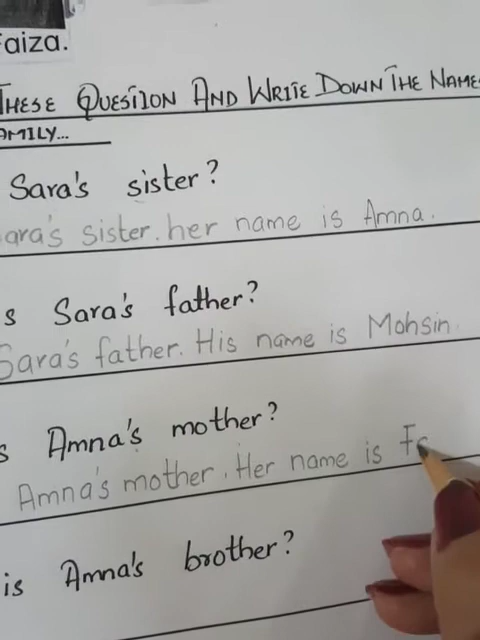 Faiza.
THESE QUESTION AND WRITE DOWN THE NAME
AMILY...
Sara's sister?
ara's sister. her name is Amna.
s Sara's father?
Sara's father. His name is Mohsin.
s Amna's mother?
Amna's mother. Her name is Fa
is Amna's brother?